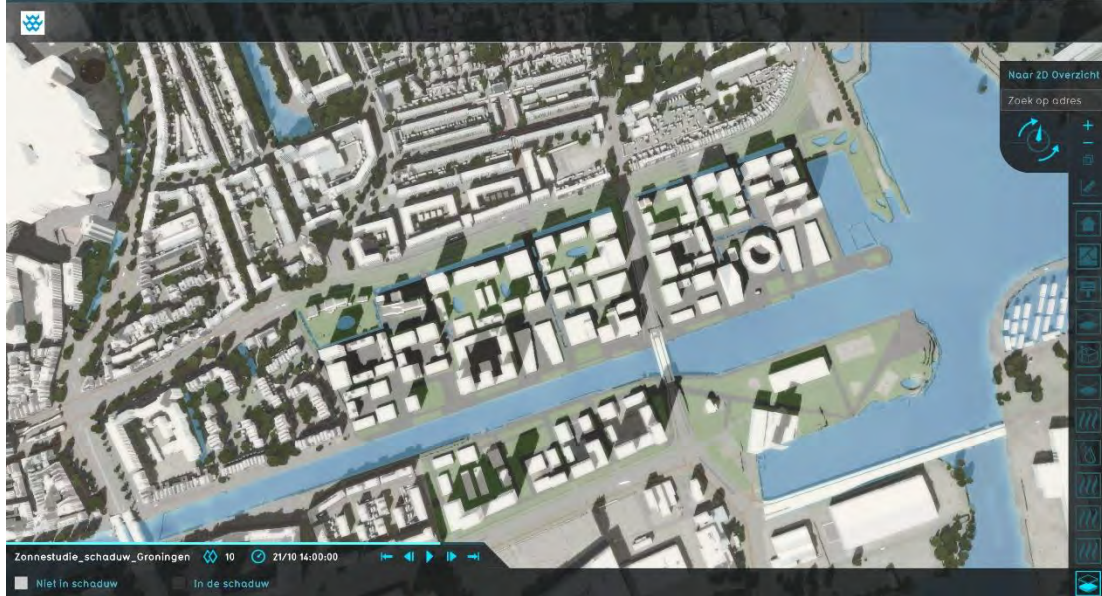 Naar 2D Overzicht
Zoek op adres
Zonnestudie_schaduw_Groningen 10 21/10 14:00:00
Niet in schaduw In de schaduw